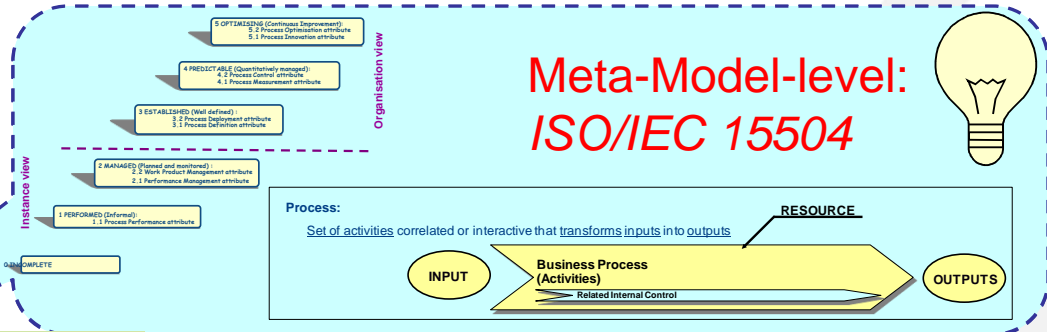 5 OPTIMISING (Continuous Improvement):
5.2 Process Optimisation attribute
5.1 Process Innovation attribute
4 PREDICTABLE (Quantitatively managed):
4.2 Process Control attribute
4.1 Process Measurement attribute
3 ESTABLISHED (Well defined) :
3.2 Process Deployment attribute
3.1 Process Definition attribute
2 MANAGED (Planned and monitored) :
2.2 Work Product Management attribute
2.1 Performance Management attribute
1 PERFORMED (Informal):
1.1 Process Performance attribute
0 INCOMPLETE
Instance view
Organisation view
Meta-Model-level:
ISO/IEC 15504
Process:
Set of activities correlated or interactive that transforms inputs into outputs
RESOURCE
INPUT
Business Process
(Activities)
Related Internal Control
OUTPUTS